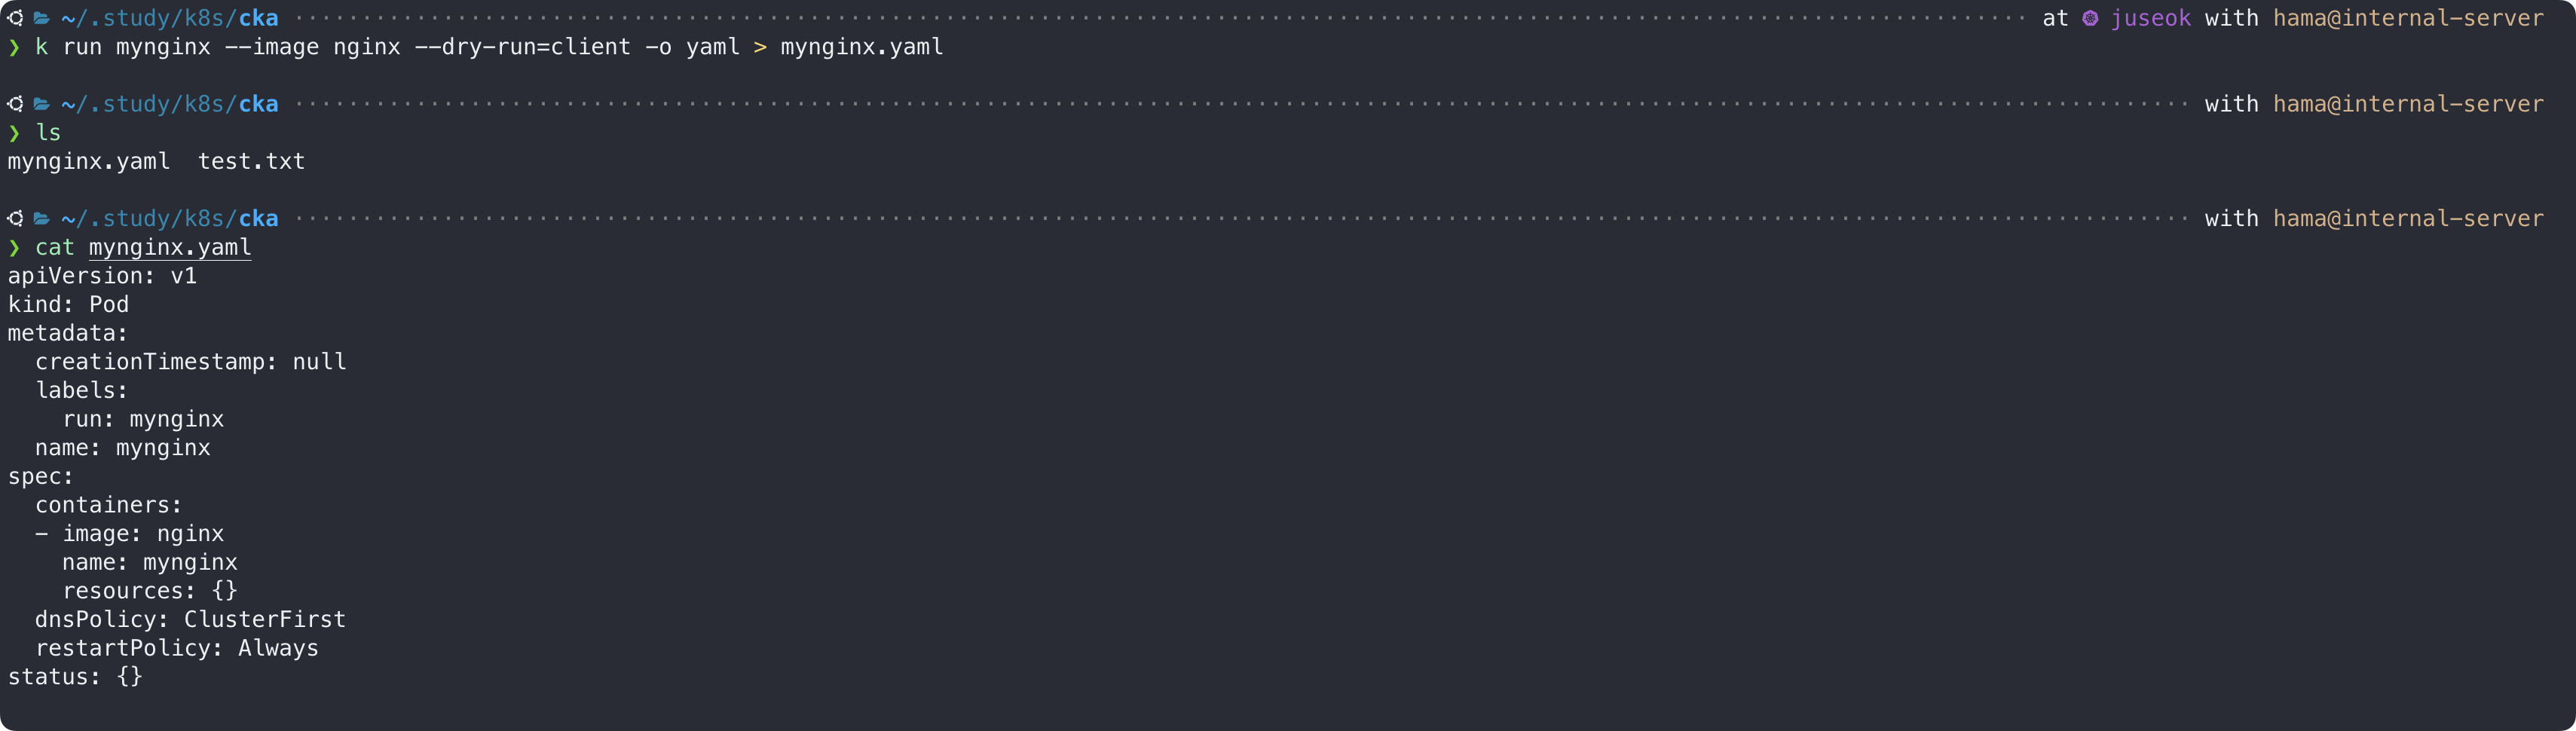 ~/.study/k8s/cka at juseok with hama@internal-server
❯ k run mynginx --image nginx --dry-run=client -o yaml > mynginx.yaml
~/.study/k8s/cka with hama@internal-server
❯ ls
mynginx.yaml  test.txt
~/.study/k8s/cka with hama@internal-server
❯ cat mynginx.yaml
apiVersion: v1
kind: Pod
metadata:
  creationTimestamp: null
  labels:
    run: mynginx
  name: mynginx
spec:
  containers:
  - image: nginx
    name: mynginx
    resources: {}
  dnsPolicy: ClusterFirst
  restartPolicy: Always
status: {}